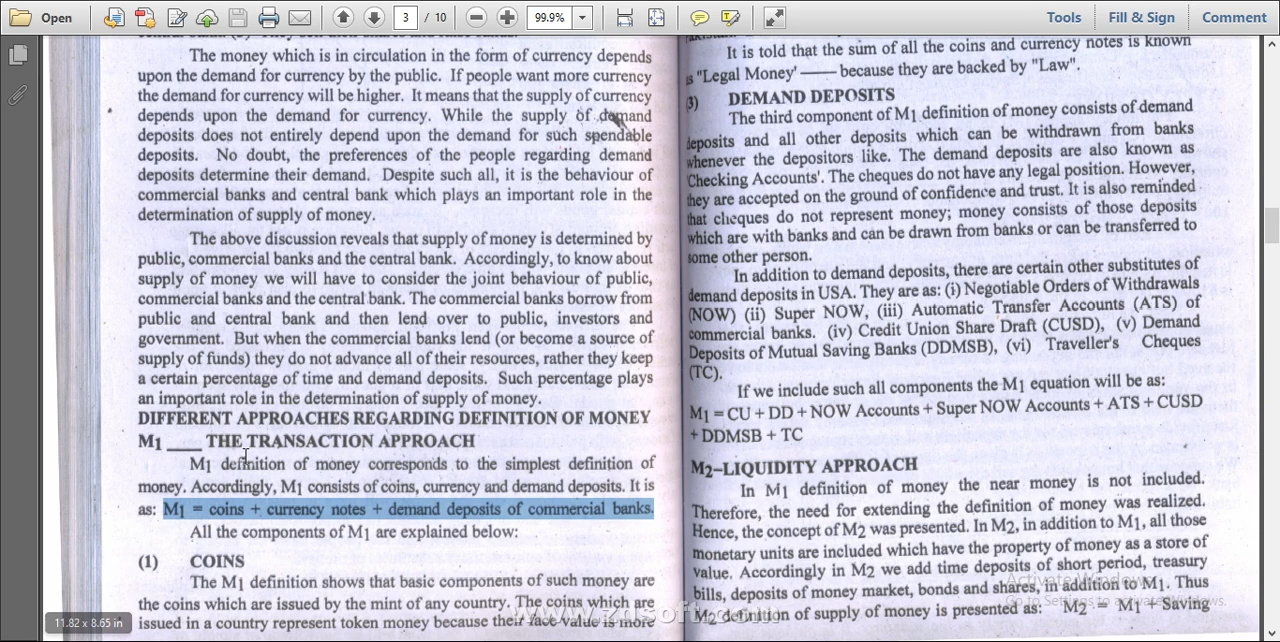 Open
3 / 10
99.9%
Tools
Fill & Sign
Comment
The money which is in circulation in the form of currency depends
upon the demand for currency by the public. If people want more currency
the demand for currency will be higher. It means that the supply of currency
depends upon the demand for currency. While the supply of demand
deposits does not entirely depend upon the demand for such spendable
deposits. No doubt, the preferences of the people regarding demand
deposits determine their demand. Despite such all, it is the behaviour of
commercial banks and central bank which plays an important role in the
determination of supply of money.
The above discussion reveals that supply of money is determined by
public, commercial banks and the central bank. Accordingly, to know about
supply of money we will have to consider the joint behaviour of public,
commercial banks and the central bank. The commercial banks borrow from
public and central bank and then lend over to public, investors and
government. But when the commercial banks lend (or become a source of
supply of funds) they do not advance all of their resources, rather they keep
a certain percentage of time and demand deposits. Such percentage plays
an important role in the determination of supply of money.
DIFFERENT APPROACHES REGARDING DEFINITION OF MONEY
M1 ____ THE TRANSACTION APPROACH
M1 definition of money corresponds to the simplest definition of
money. Accordingly, M1 consists of coins, currency and demand deposits. It is
as: M1 = coins + currency notes + demand deposits of commercial banks.
All the components of M1 are explained below:
(1) COINS
The M1 definition shows that basic components of such money are
the coins which are issued by the mint of any country. The coins which are
issued in a country represent token money because their face value is more
It is told that the sum of all the coins and currency notes is known
is "Legal Money' —— because they are backed by "Law".
3) DEMAND DEPOSITS
The third component of M1 definition of money consists of demand
deposits and all other deposits which can be withdrawn from banks
whenever the depositors like. The demand deposits are also known as
'Checking Accounts'. The cheques do not have any legal position. However,
they are accepted on the ground of confidence and trust. It is also reminded
that cheques do not represent money; money consists of those deposits
which are with banks and can be drawn from banks or can be transferred to
some other person.
In addition to demand deposits, there are certain other substitutes of
demand deposits in USA. They are as: (i) Negotiable Orders of Withdrawals
(NOW) (ii) Super NOW, (iii) Automatic Transfer Accounts (ATS) of
commercial banks. (iv) Credit Union Share Draft (CUSD), (v) Demand
Deposits of Mutual Saving Banks (DDMSB), (vi) Traveller's Cheques
(TC).
If we include such all components the M1 equation will be as:
M1 = CU + DD + NOW Accounts + Super NOW Accounts + ATS + CUSD
+ DDMSB + TC
M2–LIQUIDITY APPROACH
In M1 definition of money the near money is not included.
Therefore, the need for extending the definition of money was realized.
Hence, the concept of M2 was presented. In M2, in addition to M1, all those
monetary units are included which have the property of money as a store of
value. Accordingly in M2 we add time deposits of short period, treasury
bills, deposits of money market, bonds and shares, in addition to M1. Thus
M2 definition of supply of money is presented as: M2 = M1 + Saving
Activate Windows
Go to Settings to activate Windows.
11.82 x 8.65 in